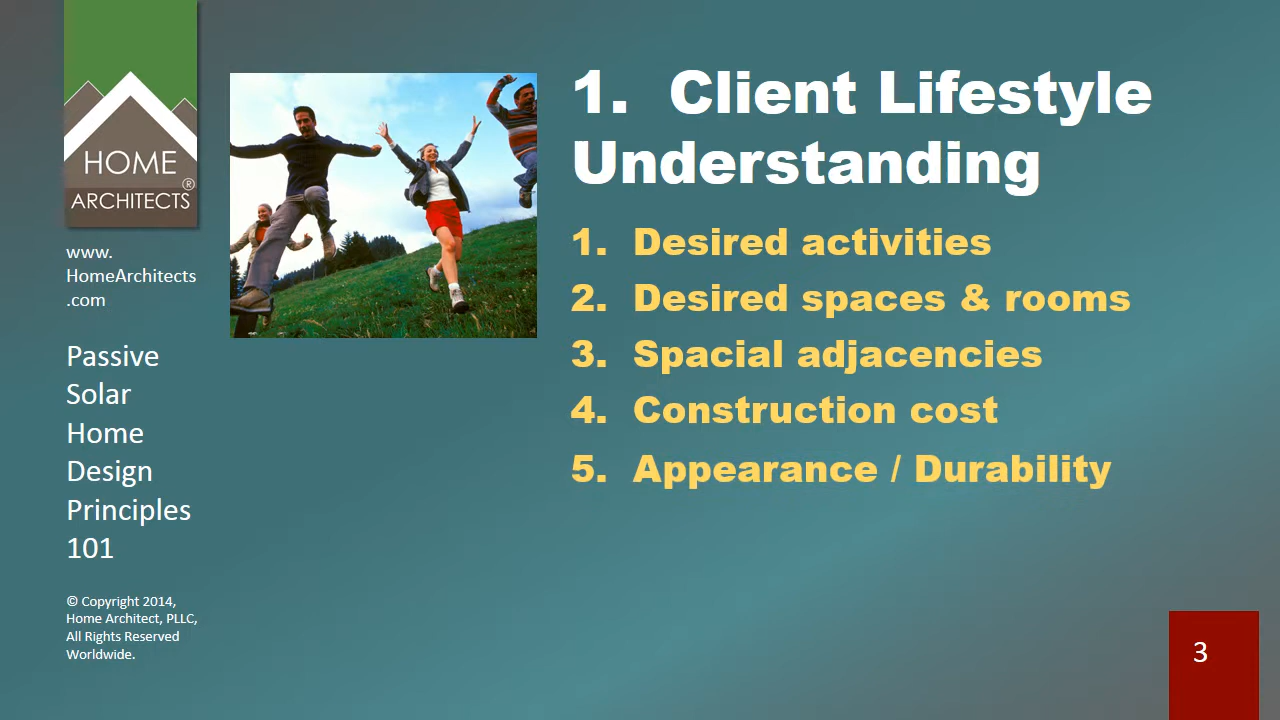 HOME
®
ARCHITECTS
www.
HomeArchitects
.com
Passive
Solar
Home
Design
Principles
101
© Copyright 2014,
Home Architect, PLLC,
All Rights Reserved
Worldwide.
1. Client Lifestyle
Understanding
1. Desired activities
2. Desired spaces & rooms
3. Spacial adjacencies
4. Construction cost
5. Appearance / Durability
3